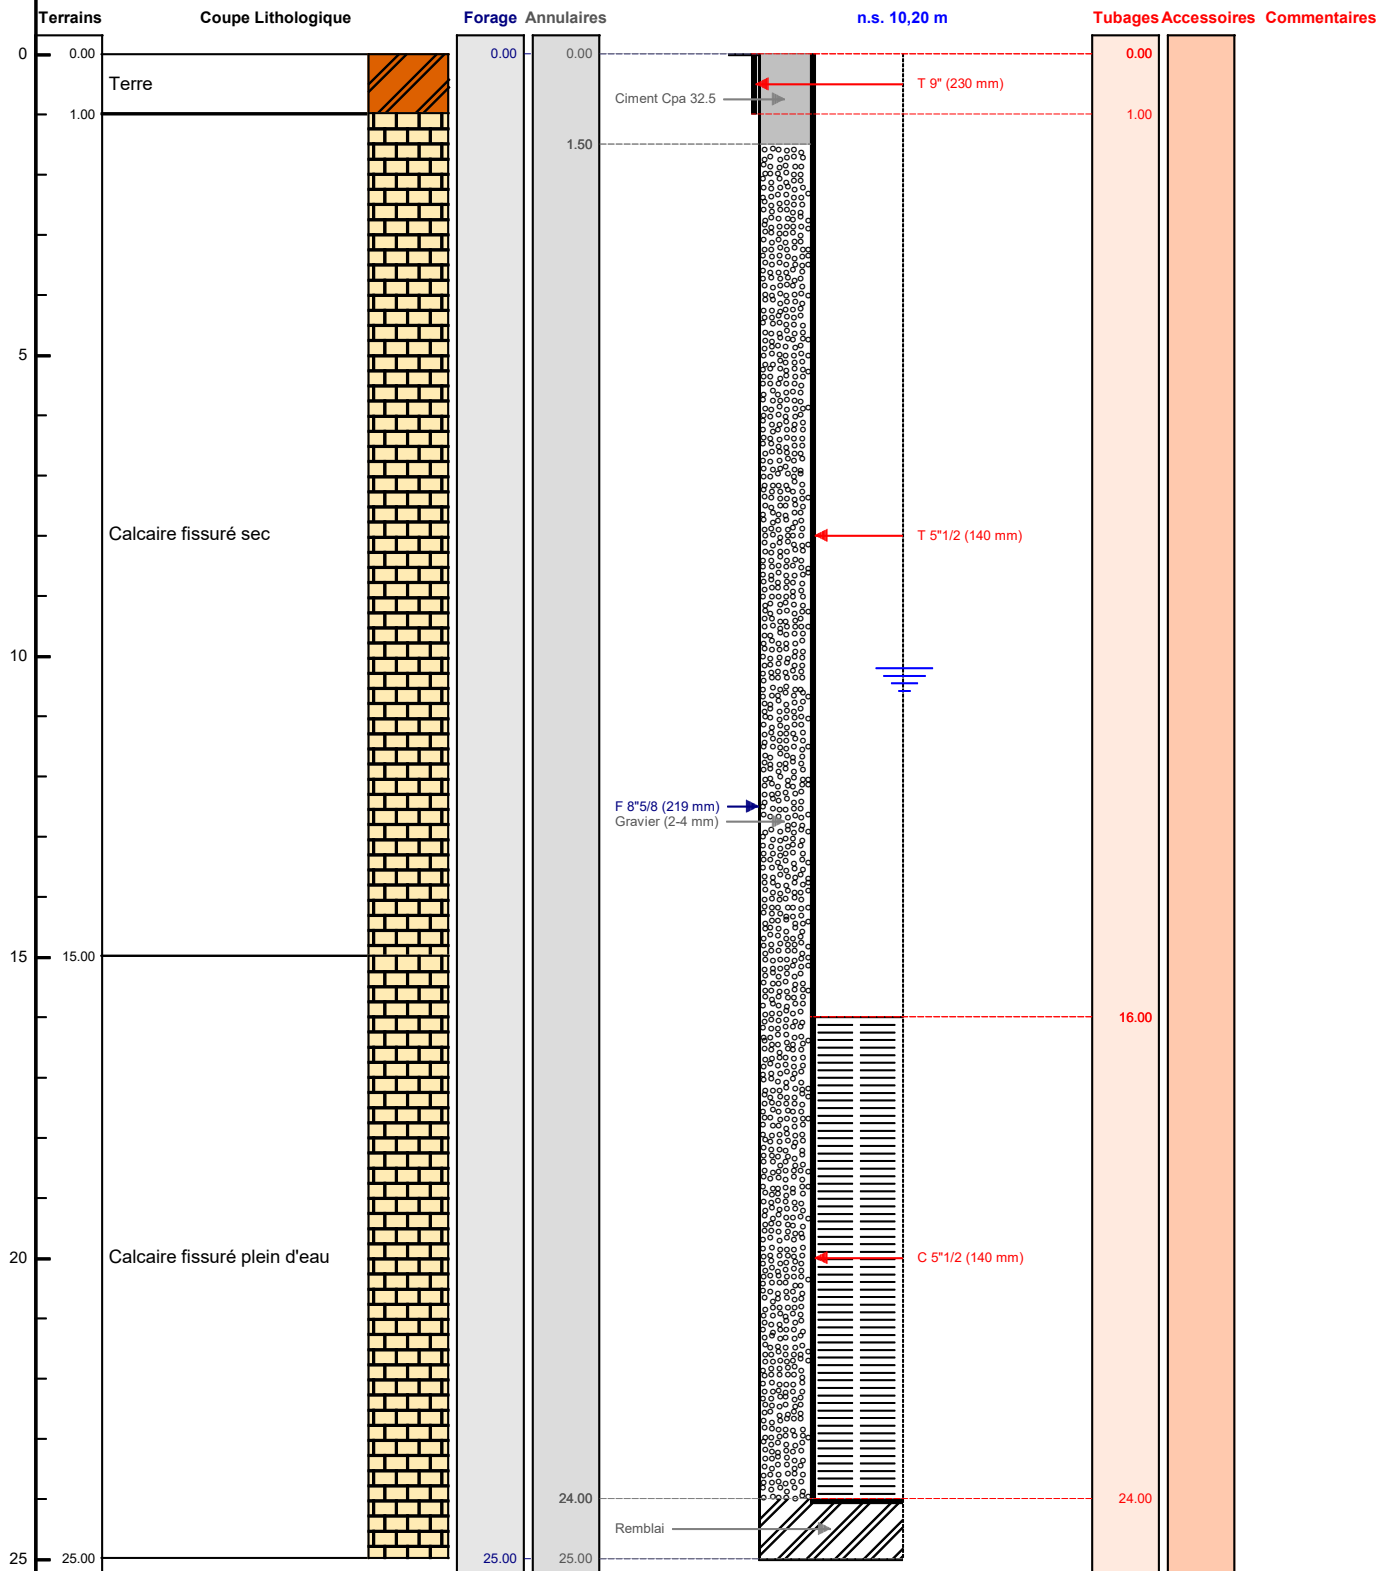 Terrains Coupe Lithologique Forage Annulaires n.s. 10,20 m Tubages Accessoires Commentaires
0 0.00 0.00 0.00 0.00
Terre T 9" (230 mm)
Ciment Cpa 32.5
1.00 1.00
1.50
5
Calcaire fissuré sec T 5"1/2 (140 mm)
10
F 8"5/8 (219 mm)
Gravier (2-4 mm)
15 15.00
16.00
20 Calcaire fissuré plein d'eau C 5"1/2 (140 mm)
24.00 24.00
Remblai
25 25.00 25.00 25.00